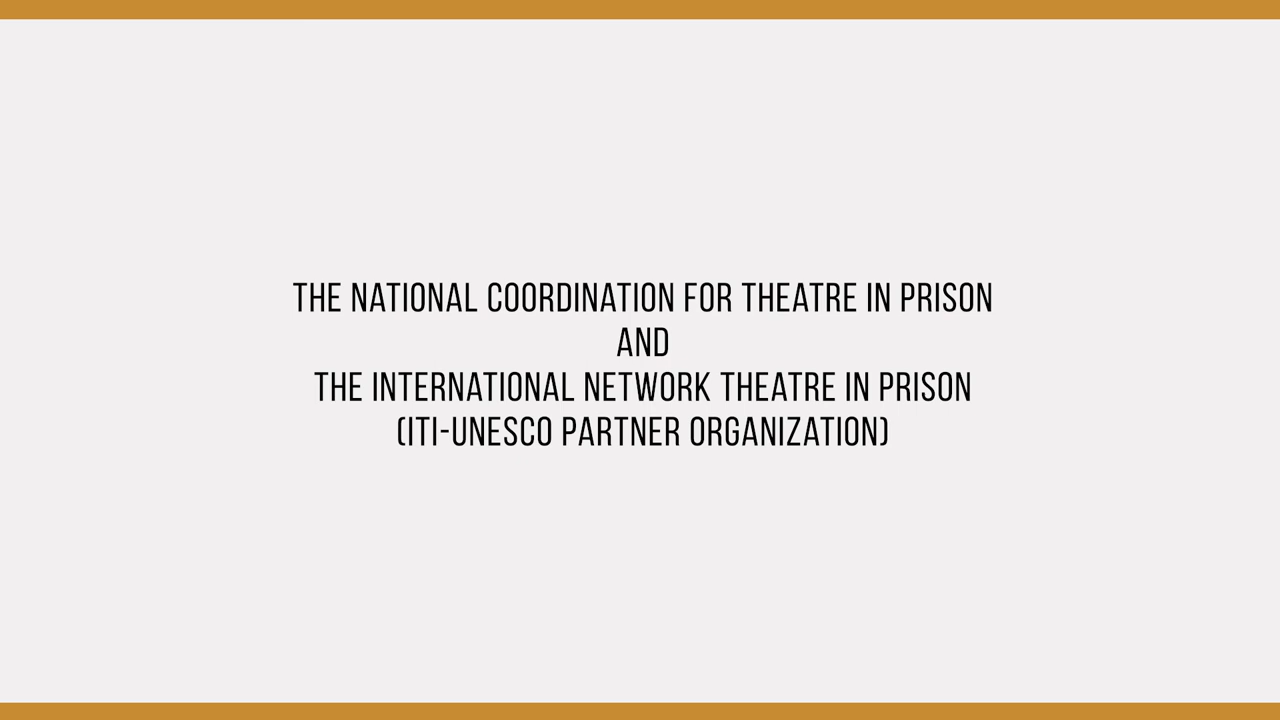 THE NATIONAL COORDINATION FOR THEATRE IN PRISON
AND
THE INTERNATIONAL NETWORK THEATRE IN PRISON
(ITI-UNESCO PARTNER ORGANIZATION)